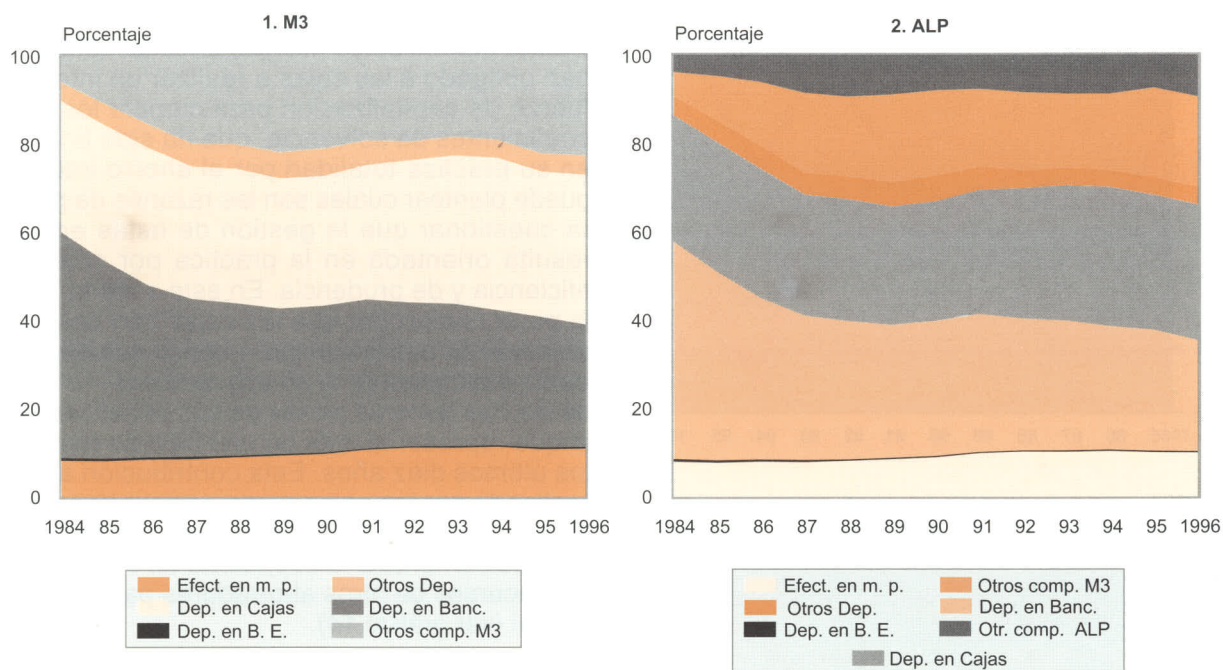 1. M3
Porcentaje
100
80
60
40
20
0
1984 85 86 87 88 89 90 91 92 93 94 95 1996
Efect. en m. p.
Otros Dep.
Dep. en Cajas
Dep. en Banc.
Dep. en B. E.
Otros comp. M3
2. ALP
Porcentaje
100
80
60
40
20
0
1984 85 86 87 88 89 90 91 92 93 94 95 1996
Efect. en m. p.
Otros comp. M3
Otros Dep.
Dep. en Banc.
Dep. en B. E.
Otr. comp. ALP
Dep. en Cajas